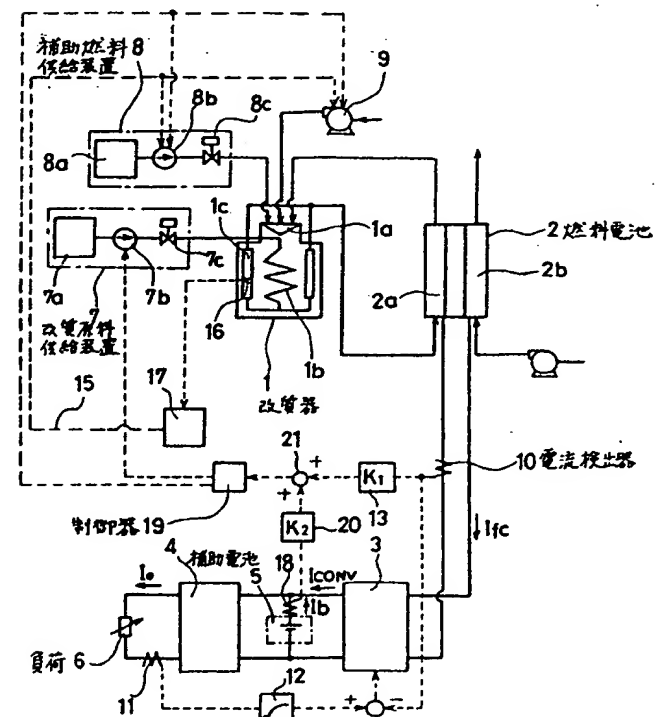 補助燃料 8
供給装置
8b
8c
9
8a
1c
1a
2 燃料電池
2a
2b
7a
7b
7c
16
7
改質原料
供給装置
1
1b
改質器
15
17
21
+
+
K1
13
10 電流検出器
制御器 19
K2
20
Ifc
4
補助電池
3
Io
18
ICONV
5
Ib
負荷 6
11
12
+
-